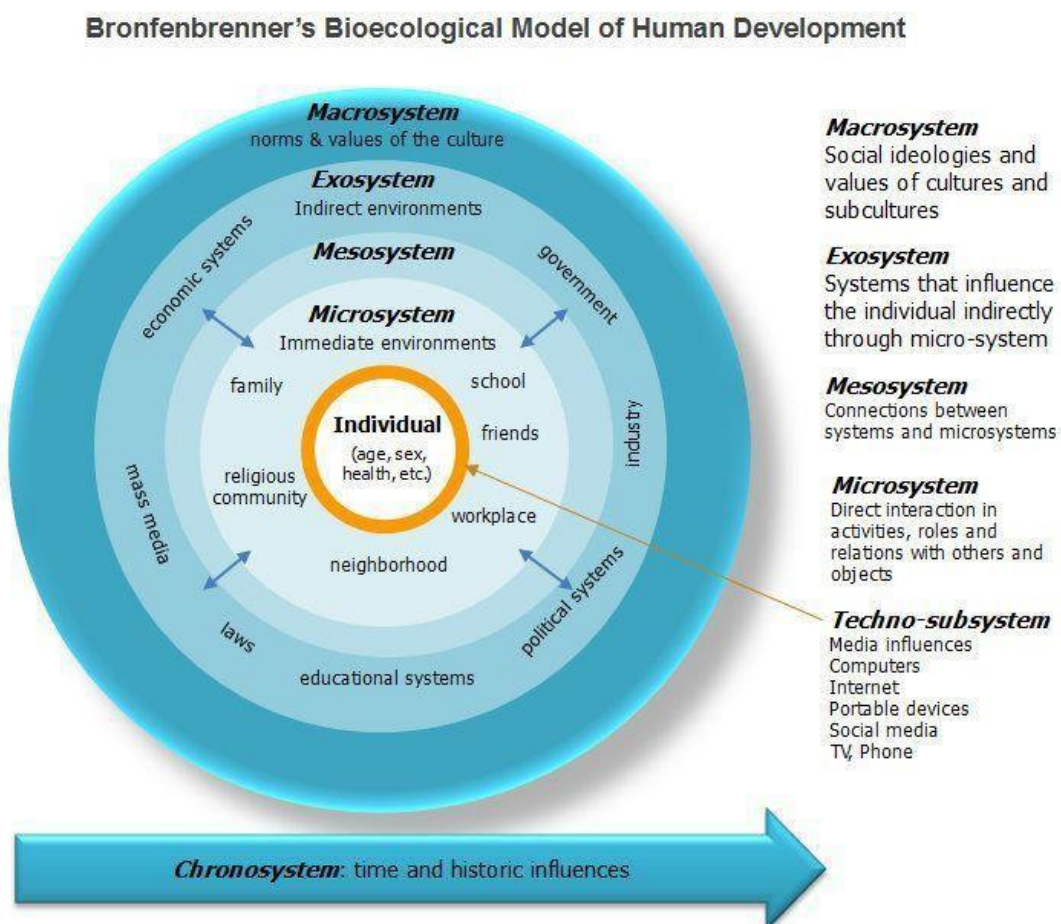 Bronfenbrenner's Bioecological Model of Human Development
Macrosystem
norms & values of the culture
Exosystem
Indirect environments
Mesosystem
economic systems
government
Microsystem
Immediate environments
family
school
Individual
(age, sex,
health, etc.)
friends
industry
religious
community
mass media
workplace
neighborhood
political systems
laws
educational systems
Macrosystem
Social ideologies and
values of cultures and
subcultures
Exosystem
Systems that influence
the individual indirectly
through micro-system
Mesosystem
Connections between
systems and microsystems
Microsystem
Direct interaction in
activities, roles and
relations with others and
objects
Techno-subsystem
Media influences
Computers
Internet
Portable devices
Social media
TV, Phone
Chronosystem: time and historic influences